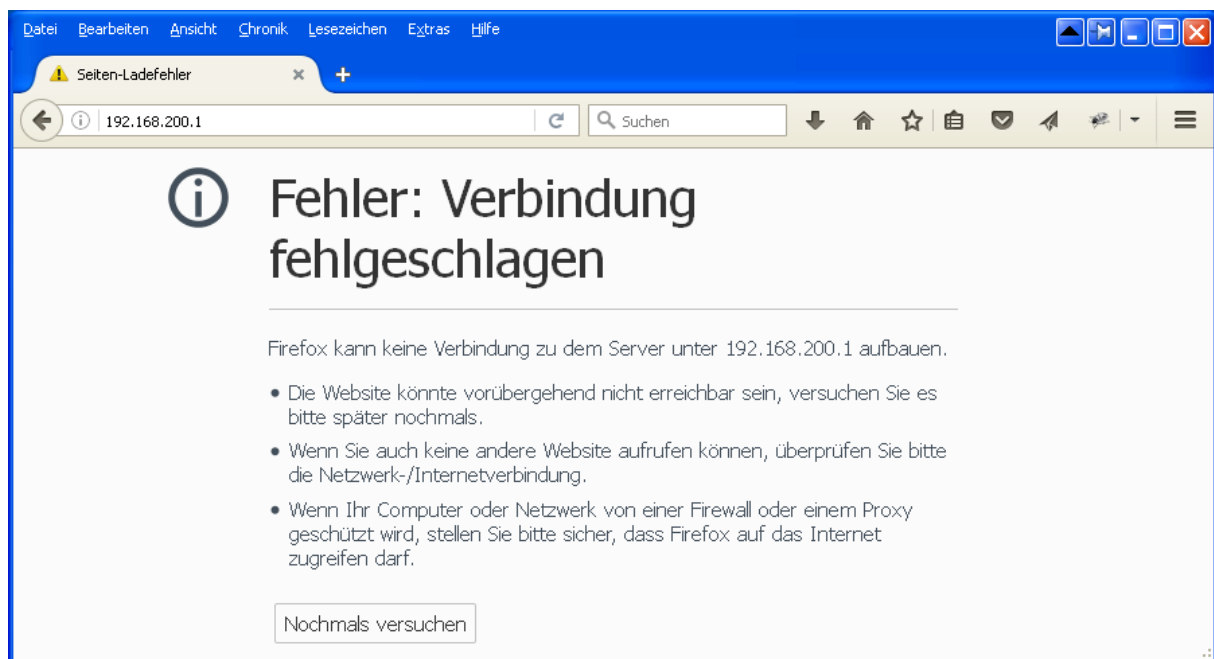 Datei Bearbeiten Ansicht Chronik Lesezeichen Extras Hilfe
Seiten-Ladefehler
192.168.200.1 Suchen
Fehler: Verbindung
fehlgeschlagen
Firefox kann keine Verbindung zu dem Server unter 192.168.200.1 aufbauen.
• Die Website könnte vorübergehend nicht erreichbar sein, versuchen Sie es
bitte später nochmals.
• Wenn Sie auch keine andere Website aufrufen können, überprüfen Sie bitte
die Netzwerk-/Internetverbindung.
• Wenn Ihr Computer oder Netzwerk von einer Firewall oder einem Proxy
geschützt wird, stellen Sie bitte sicher, dass Firefox auf das Internet
zugreifen darf.
Nochmals versuchen